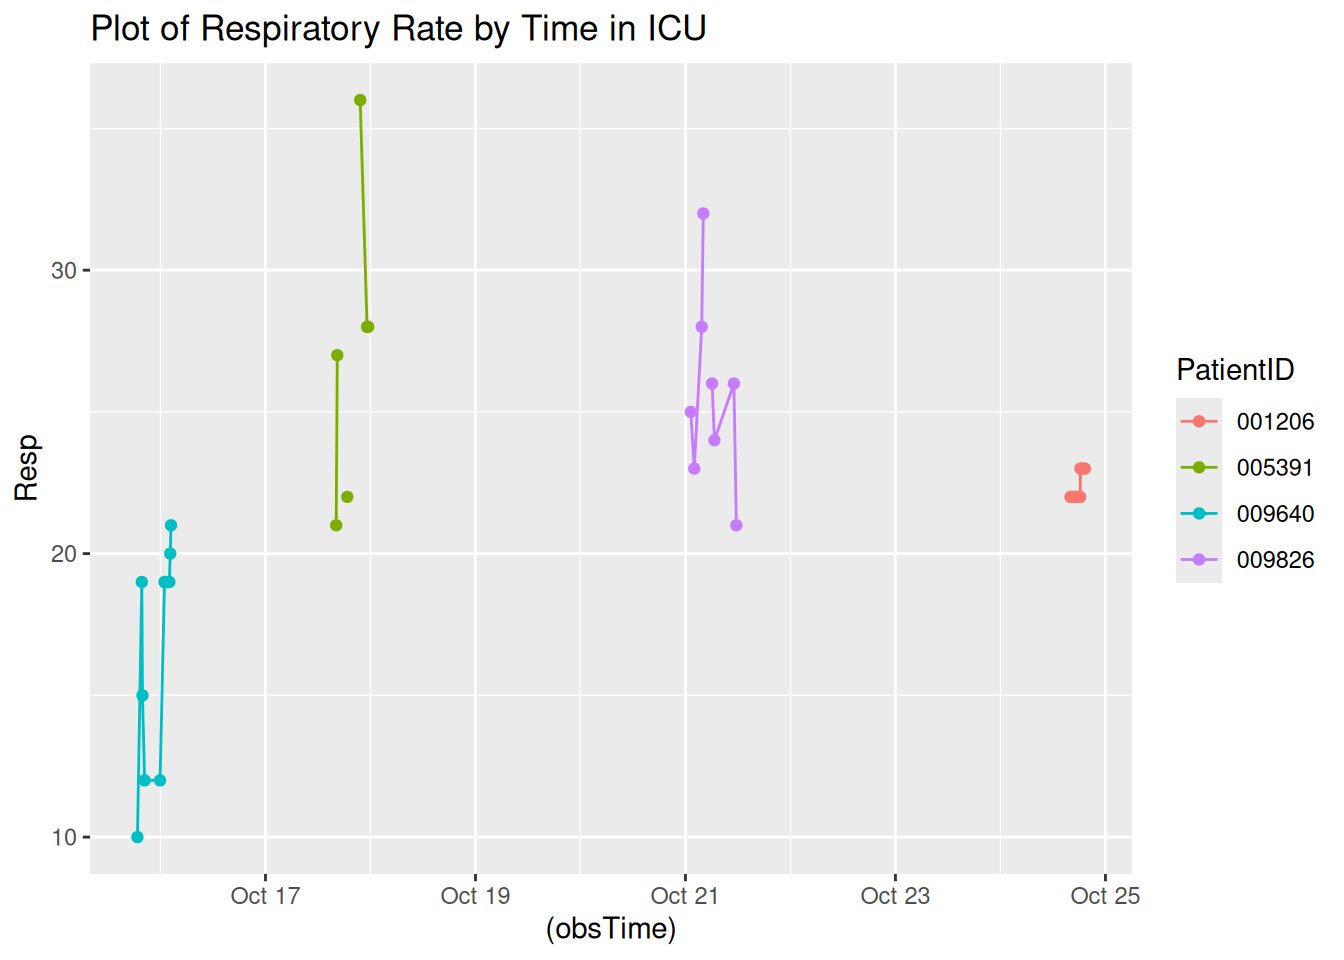 Plot of Respiratory Rate by Time in ICU
Resp
30
20
10
Oct 17
Oct 19
Oct 21
Oct 23
Oct 25
(obsTime)
PatientID
001206
005391
009640
009826